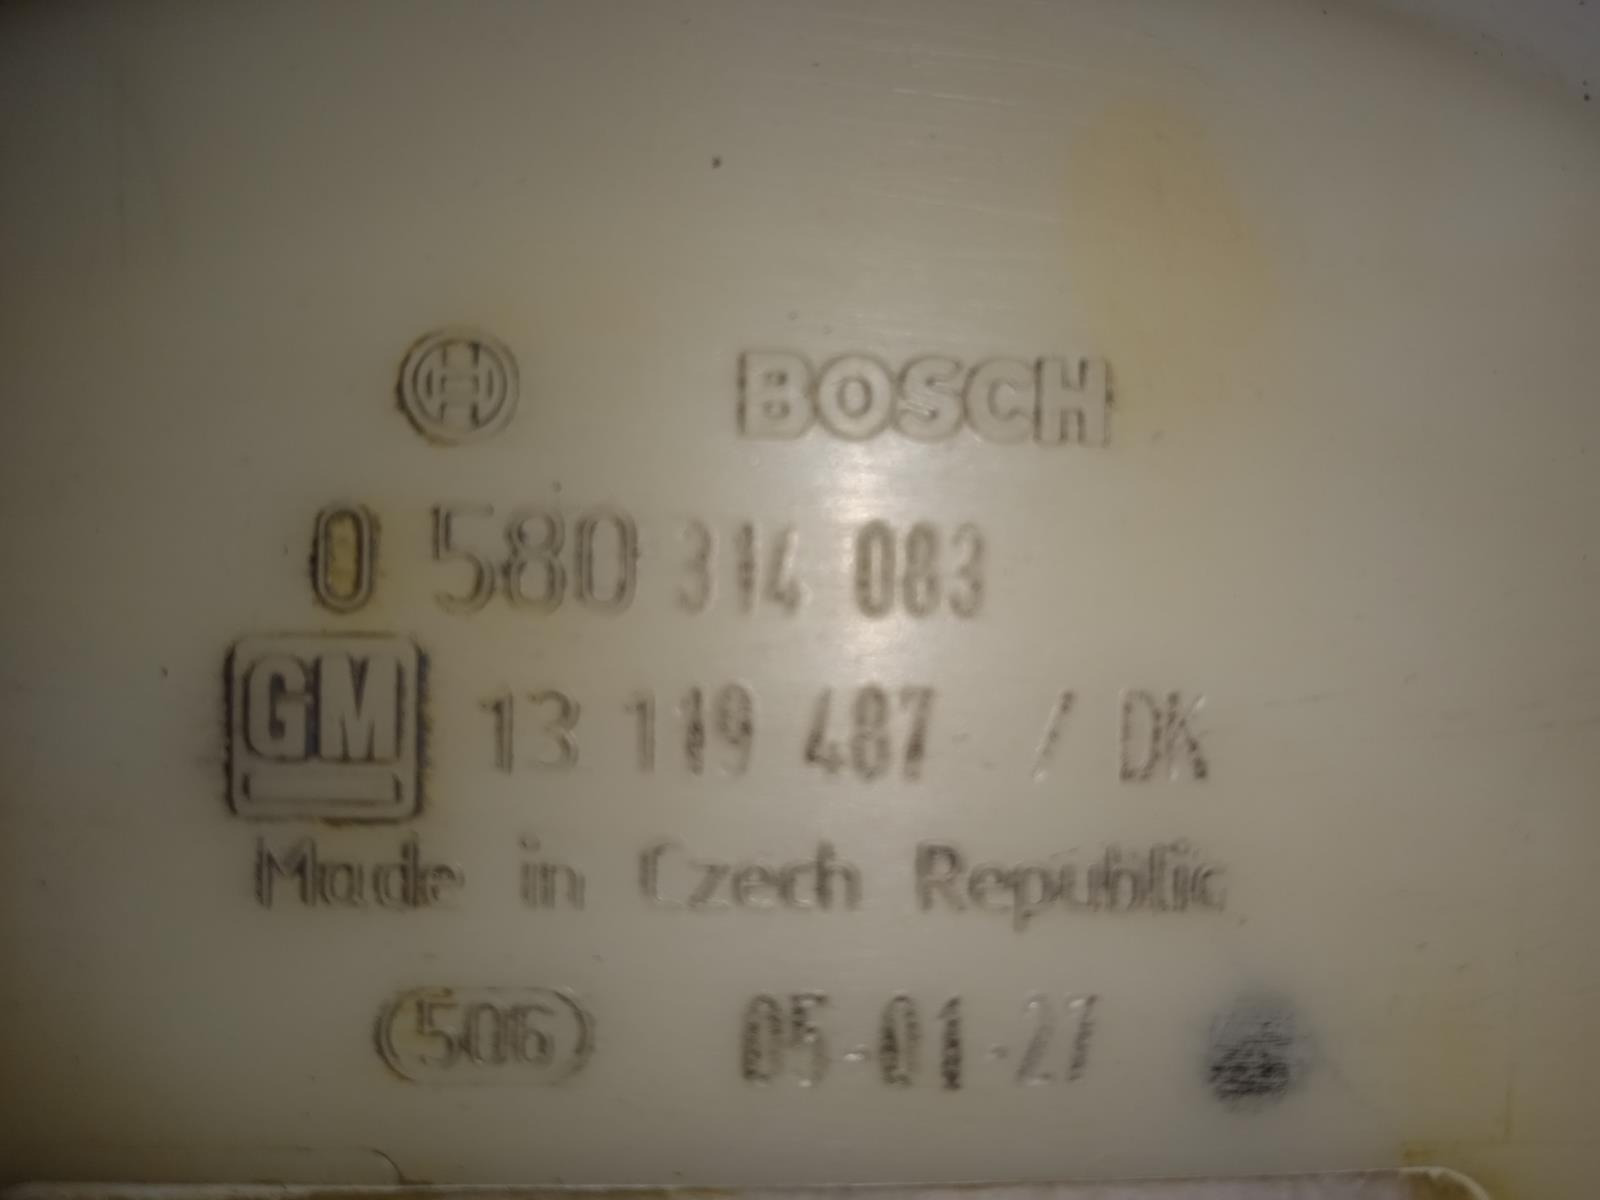 BOSCH
0 580 314 083
GM 13 119 487 / DK
Made in Czech Republic
506 05-01-27